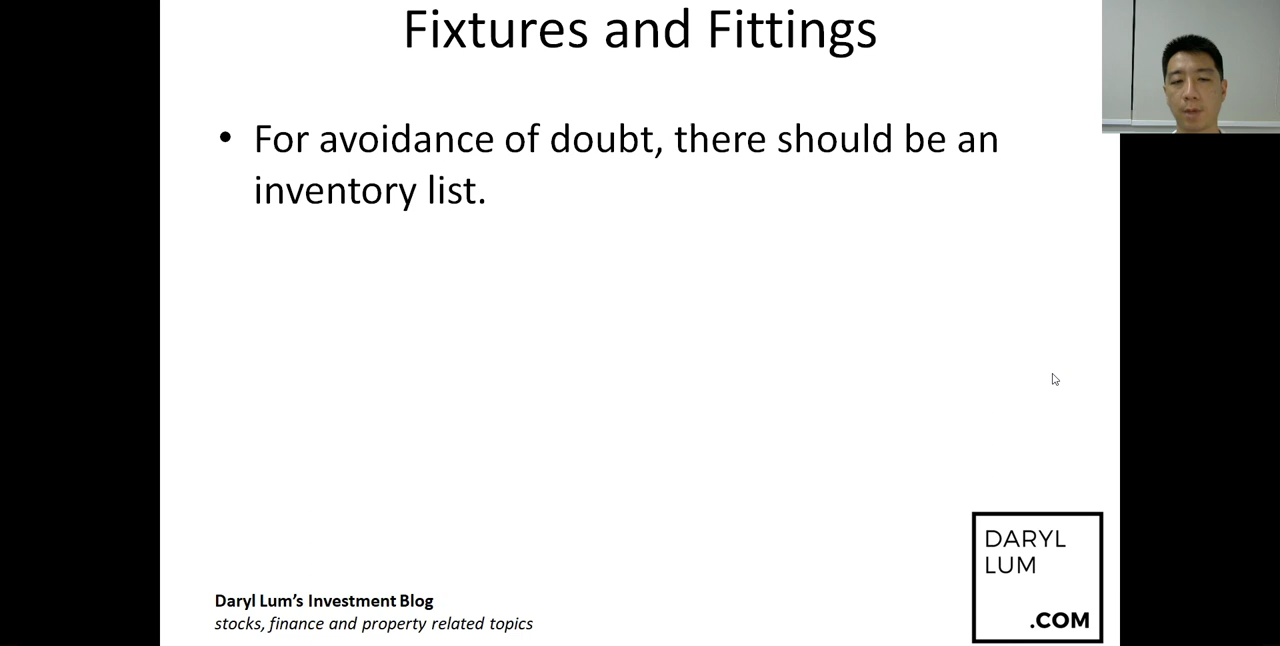 Fixtures and Fittings
• For avoidance of doubt, there should be an
inventory list.
DARYL
LUM
.COM
Daryl Lum’s Investment Blog
stocks, finance and property related topics